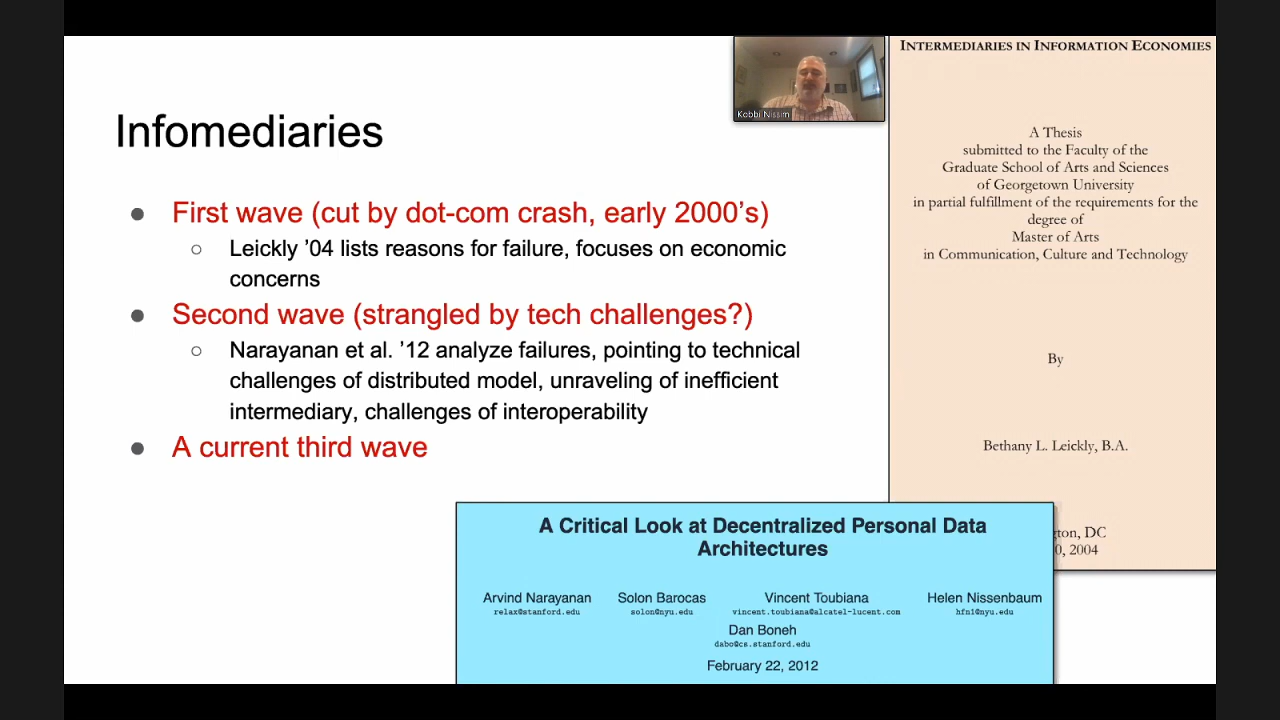 Infomediaries
● First wave (cut by dot-com crash, early 2000’s)
○ Leickly ’04 lists reasons for failure, focuses on economic
concerns
● Second wave (strangled by tech challenges?)
○ Narayanan et al. ’12 analyze failures, pointing to technical
challenges of distributed model, unraveling of inefficient
intermediary, challenges of interoperability
● A current third wave
Kobbi Nissim
INTERMEDIARIES IN INFORMATION ECONOMIES
A Thesis
submitted to the Faculty of the
Graduate School of Arts and Sciences
of Georgetown University
in partial fulfillment of the requirements for the
degree of
Master of Arts
in Communication, Culture and Technology
By
Bethany L. Leickly, B.A.
gton, DC
0, 2004
A Critical Look at Decentralized Personal Data
Architectures
Arvind Narayanan Solon Barocas Vincent Toubiana Helen Nissenbaum
relax@stanford.edu solon@nyu.edu vincent.toubiana@alcatel-lucent.com hfn1@nyu.edu
Dan Boneh
dabo@cs.stanford.edu
February 22, 2012